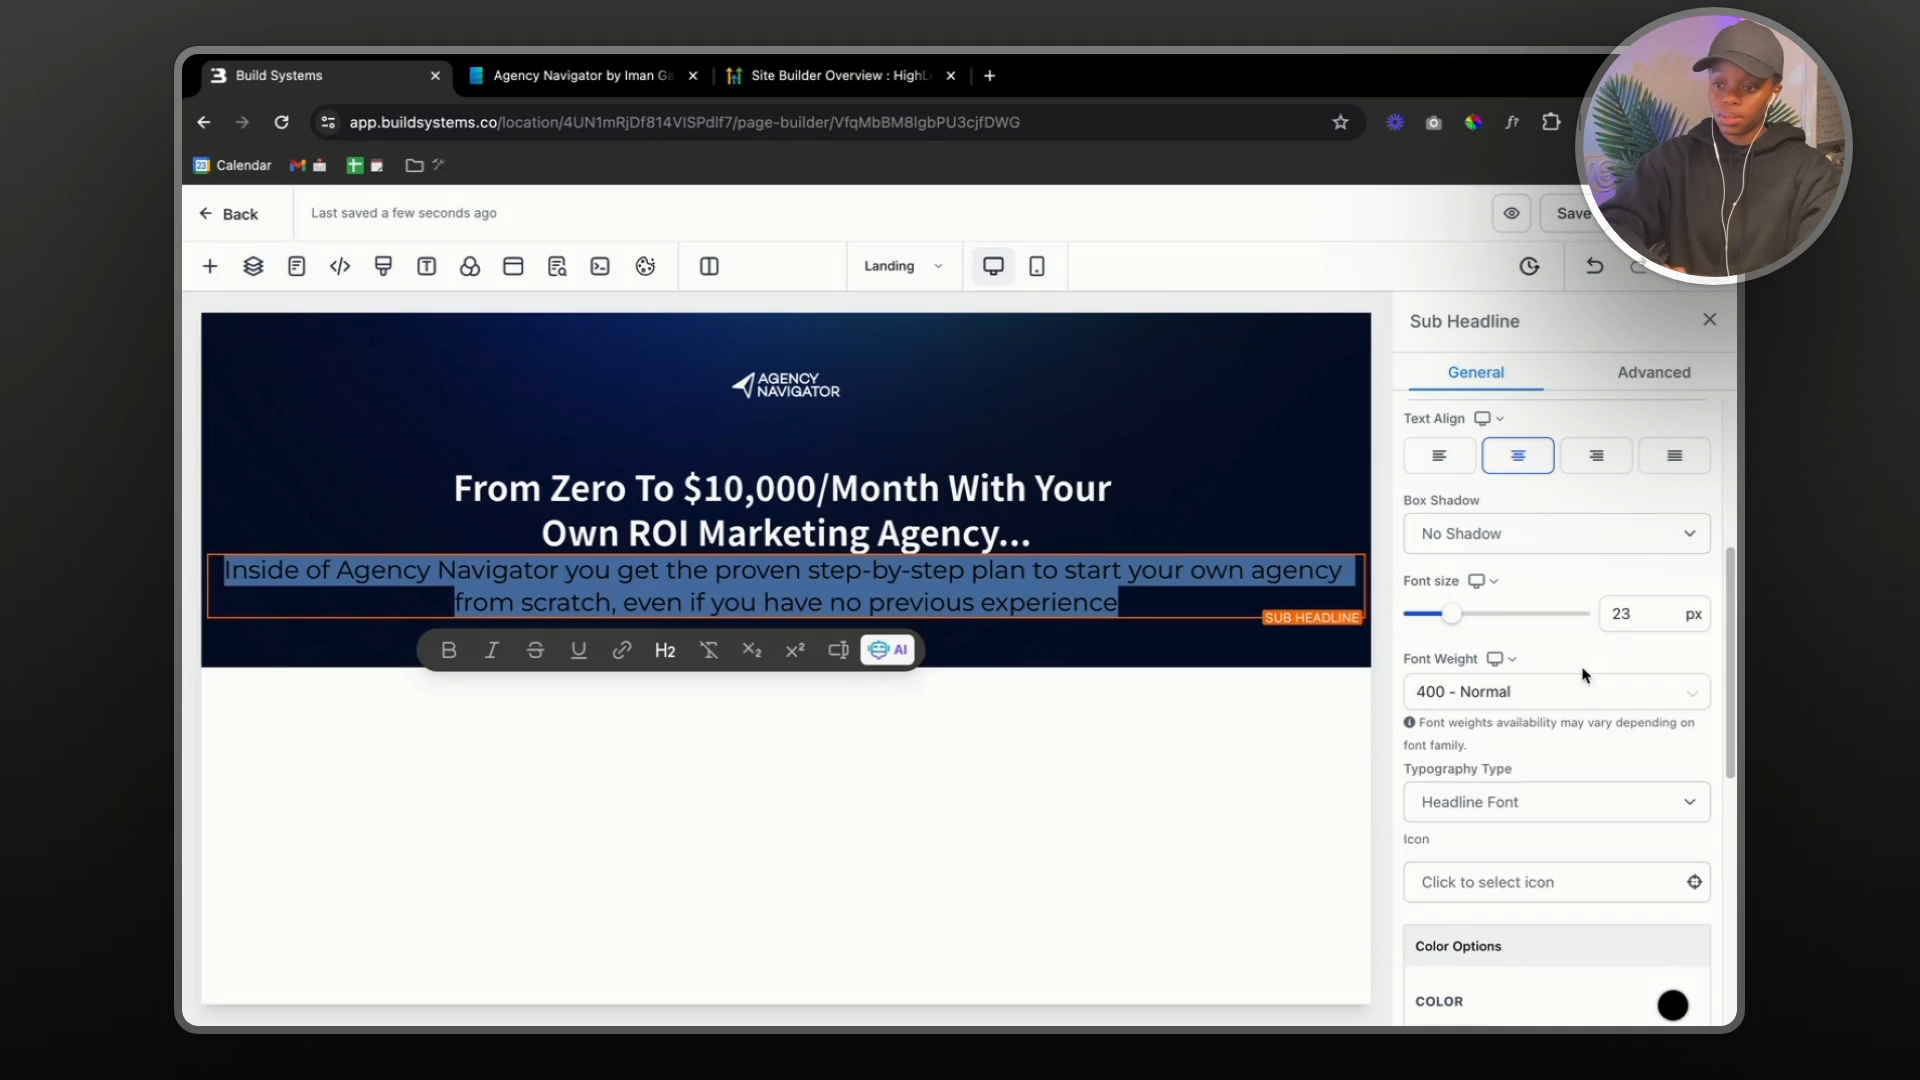 Build Systems
Agency Navigator by Iman Ga
Site Builder Overview : HighL
app.buildsystems.co/location/4UN1mRjDf814VISPdlf7/page-builder/VfqMbBM8lgbPU3cjfDWG
Calendar
Back
Last saved a few seconds ago
Save
Landing
Sub Headline
General
Advanced
AGENCY
NAVIGATOR
From Zero To $10,000/Month With Your
Own ROI Marketing Agency...
Inside of Agency Navigator you get the proven step-by-step plan to start your own agency
from scratch, even if you have no previous experience
SUB HEADLINE
B I S U H2 X₂ X² AI
Text Align
Box Shadow
No Shadow
Font size
23 px
Font Weight
400 - Normal
Font weights availability may vary depending on
font family.
Typography Type
Headline Font
Icon
Click to select icon
Color Options
COLOR